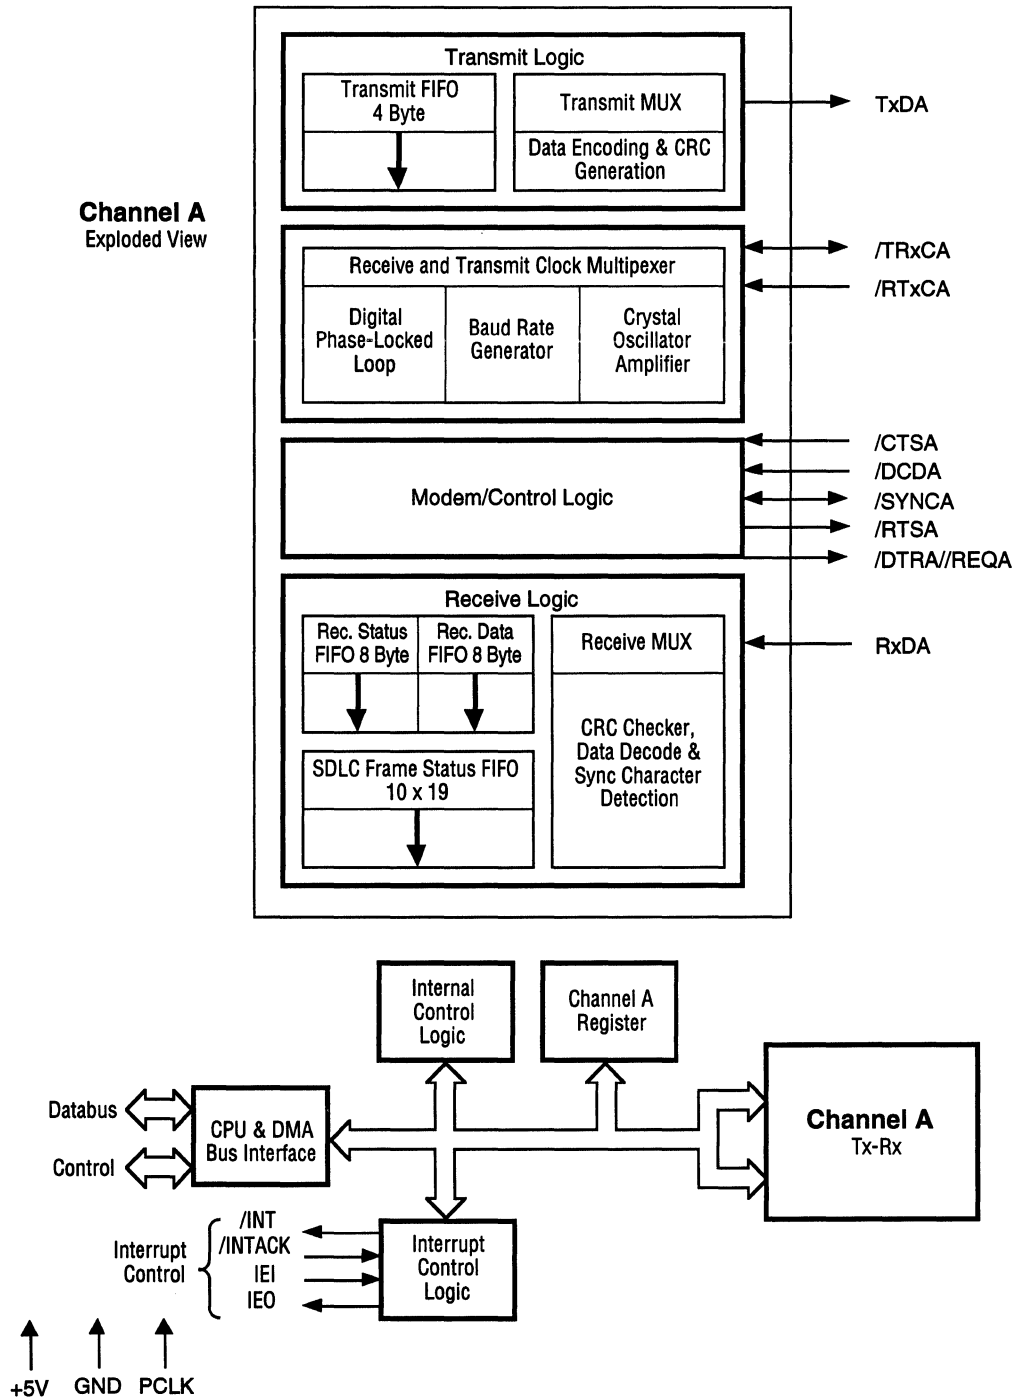 Transmit Logic
Transmit FIFO
4 Byte
Transmit MUX
Data Encoding & CRC
Generation
TxDA
Channel A
Exploded View
Receive and Transmit Clock Multipexer
Digital
Phase-Locked
Loop
Baud Rate
Generator
Crystal
Oscillator
Amplifier
/TRxCA
/RTxCA
Modem/Control Logic
/CTSA
/DCDA
/SYNCA
/RTSA
/DTRA//REQA
Receive Logic
Rec. Status
FIFO 8 Byte
Rec. Data
FIFO 8 Byte
Receive MUX
RxDA
SDLC Frame Status FIFO
10 x 19
CRC Checker,
Data Decode &
Sync Character
Detection
Internal
Control
Logic
Channel A
Register
Databus
Control
CPU & DMA
Bus Interface
Channel A
Tx-Rx
Interrupt
Control
/INT
/INTACK
IEI
IEO
Interrupt
Control
Logic
+5V
GND
PCLK